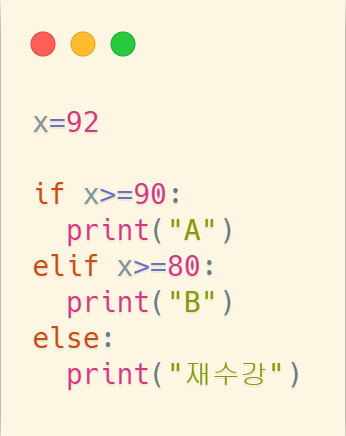 x=92
if x>=90:
  print("A")
elif x>=80:
  print("B")
else:
  print("재수강")